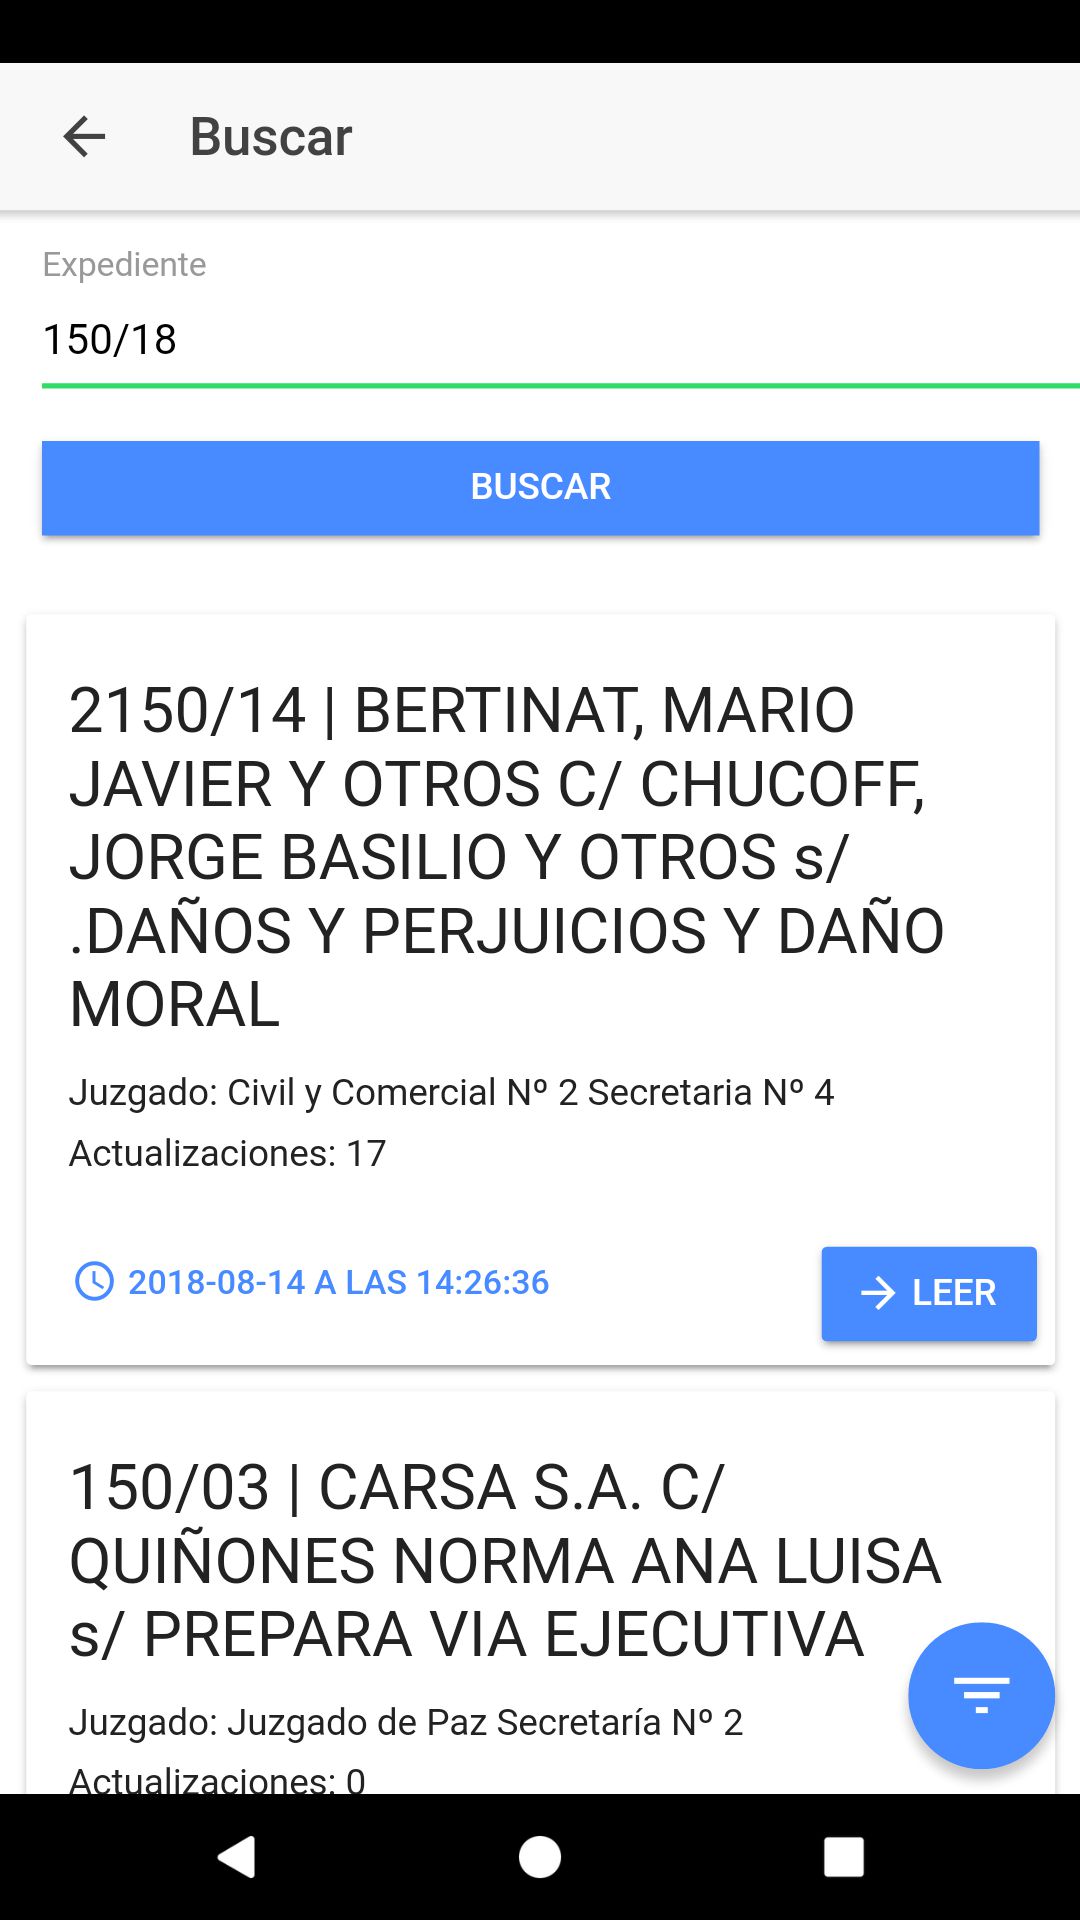 Buscar
Expediente
150/18
BUSCAR
2150/14 | BERTINAT, MARIO
JAVIER Y OTROS C/ CHUCOFF,
JORGE BASILIO Y OTROS s/
.DAÑOS Y PERJUICIOS Y DAÑO
MORAL
Juzgado: Civil y Comercial Nº 2 Secretaria Nº 4
Actualizaciones: 17
2018-08-14 A LAS 14:26:36
LEER
150/03 | CARSA S.A. C/
QUIÑONES NORMA ANA LUISA
s/ PREPARA VIA EJECUTIVA
Juzgado: Juzgado de Paz Secretaría Nº 2
Actualizaciones: 0